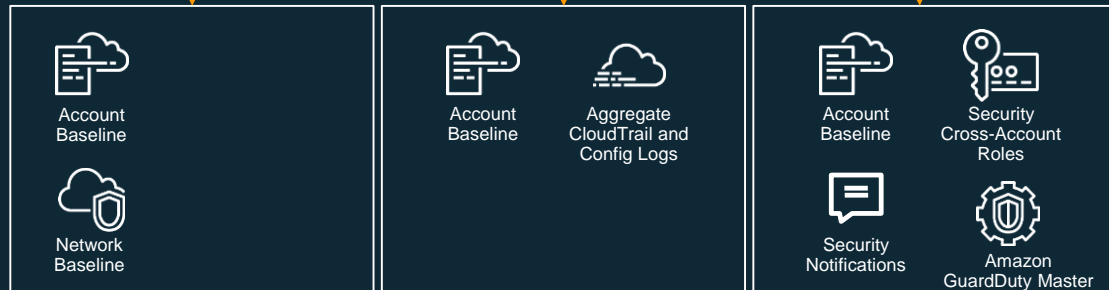 Account
Baseline
Network
Baseline
Account
Baseline
Aggregate
CloudTrail and
Config Logs
Account
Baseline
Security
Cross-Account
Roles
Security
Notifications
Amazon
GuardDuty Master